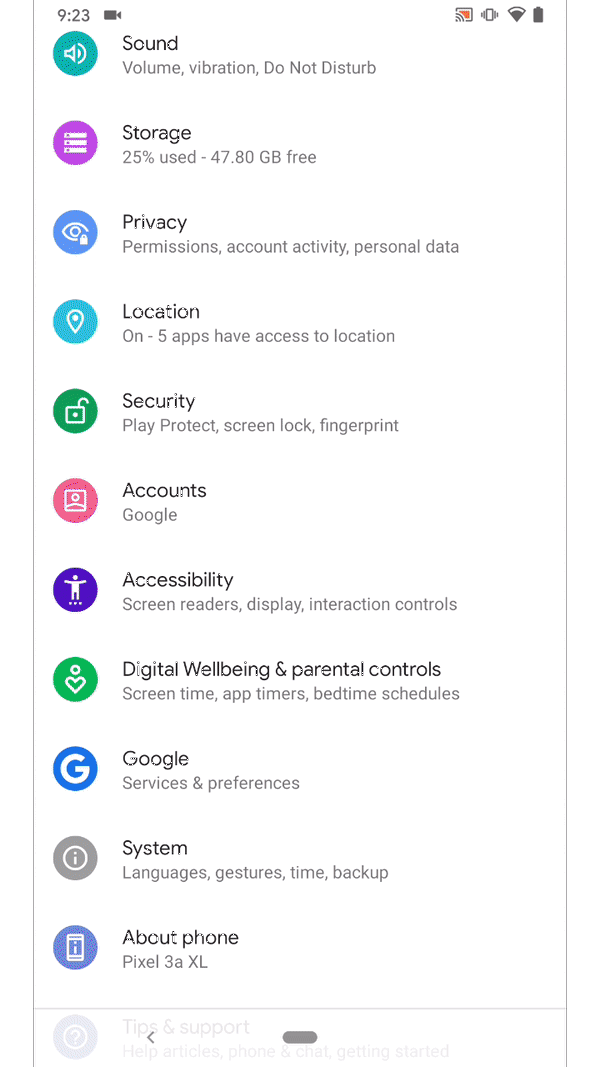 9:23
Sound
Volume, vibration, Do Not Disturb
Storage
25% used - 47.80 GB free
Privacy
Permissions, account activity, personal data
Location
On - 5 apps have access to location
Security
Play Protect, screen lock, fingerprint
Accounts
Google
Accessibility
Screen readers, display, interaction controls
Digital Wellbeing & parental controls
Screen time, app timers, bedtime schedules
Google
Services & preferences
System
Languages, gestures, time, backup
About phone
Pixel 3a XL
Tips & support
Help articles, phone & chat, getting started